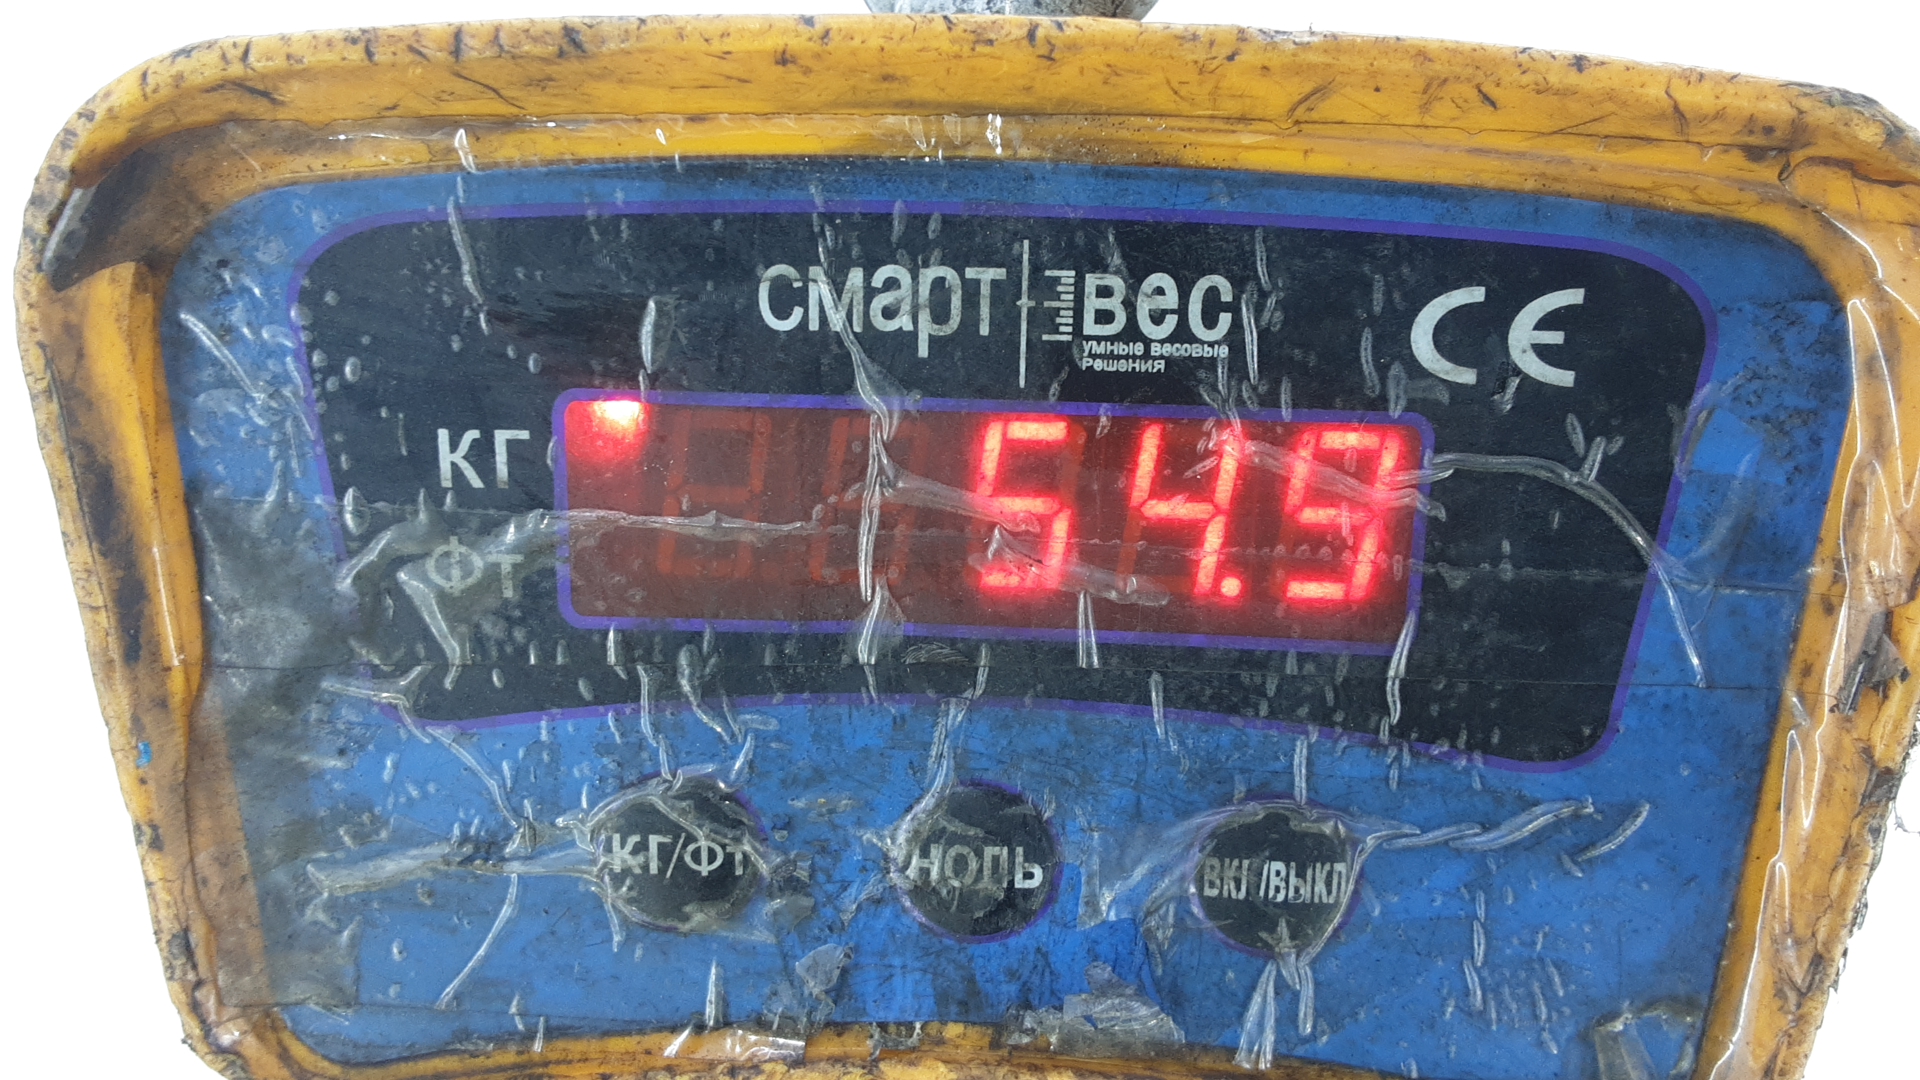 смарт вес
умные весовые
решения
CE
КГ
54.9
ФТ
КГ/ФТ
НОЛЬ
ВКЛ/ВЫКЛ